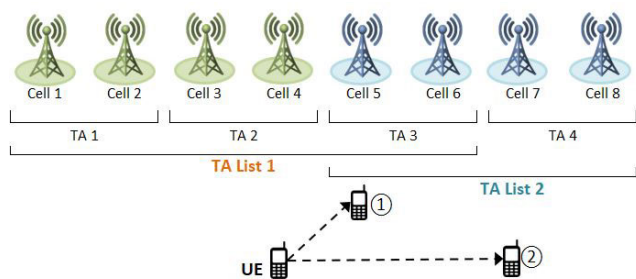 Cell 1 Cell 2 Cell 3 Cell 4 Cell 5 Cell 6 Cell 7 Cell 8
TA 1 TA 2 TA 3 TA 4
TA List 1
TA List 2
①
UE
②